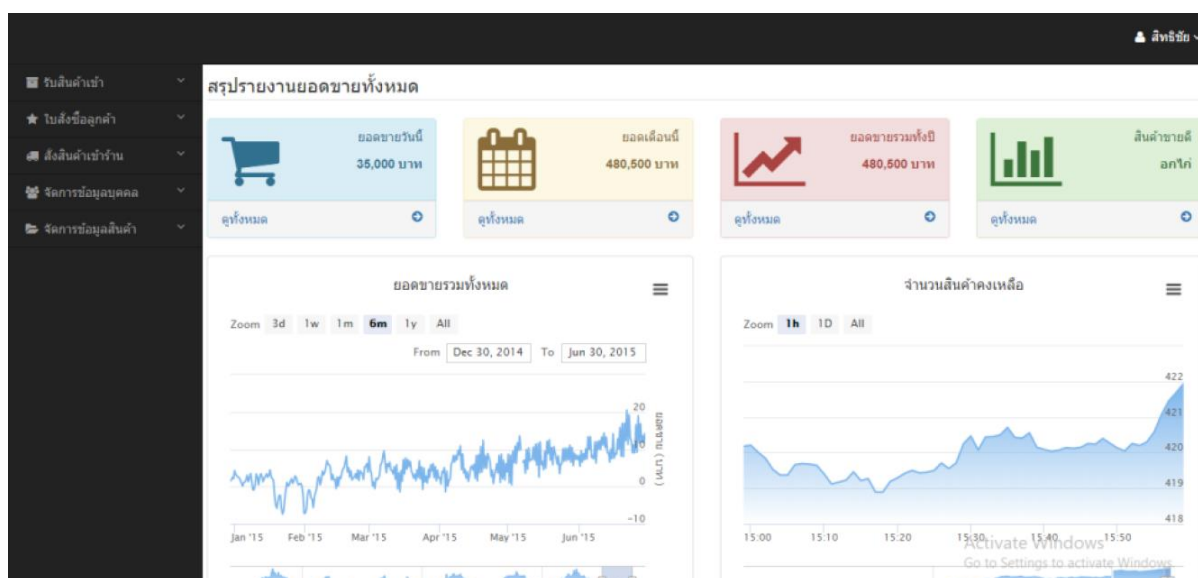 สิทธิชัย
รับสินค้าเข้า
ใบสั่งซื้อลูกค้า
สั่งสินค้าเข้าร้าน
จัดการข้อมูลบุคคล
จัดการข้อมูลสินค้า
สรุปรายงานยอดขายทั้งหมด
ยอดขายวันนี้
35,000 บาท
ดูทั้งหมด
ยอดเดือนนี้
480,500 บาท
ดูทั้งหมด
ยอดขายรวมทั้งปี
480,500 บาท
ดูทั้งหมด
สินค้าขายดี
อกไก่
ดูทั้งหมด
ยอดขายรวมทั้งหมด
Zoom 3d 1w 1m 6m 1y All
From Dec 30, 2014 To Jun 30, 2015
20
10
0
-10
ยอดขาย (บาท)
Jan '15 Feb '15 Mar '15 Apr '15 May '15 Jun '15
จำนวนสินค้าคงเหลือ
Zoom 1h 1D All
422
421
420
419
418
15:00 15:10 15:20 15:30 15:40 15:50
Activate Windows
Go to Settings to activate Windows.